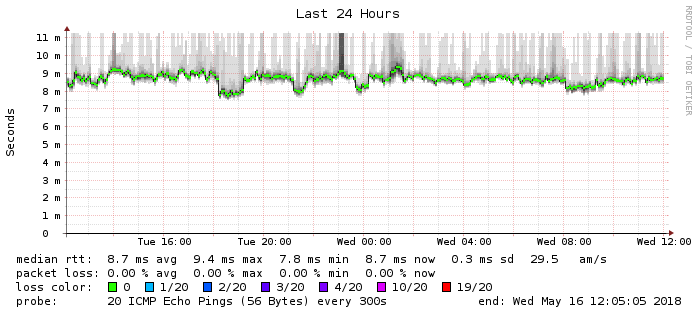 Last 24 Hours
RRDTOOL / TOBI OETIKER
Seconds
11 m
10 m
9 m
8 m
7 m
6 m
5 m
4 m
3 m
2 m
1 m
0
Tue 16:00 Tue 20:00 Wed 00:00 Wed 04:00 Wed 08:00 Wed 12:00
median rtt: 8.7 ms avg 9.4 ms max 7.8 ms min 8.7 ms now 0.3 ms sd 29.5 am/s
packet loss: 0.00 % avg 0.00 % max 0.00 % min 0.00 % now
loss color: 0 1/20 2/20 3/20 4/20 10/20 19/20
probe: 20 ICMP Echo Pings (56 Bytes) every 300s end: Wed May 16 12:05:05 2018